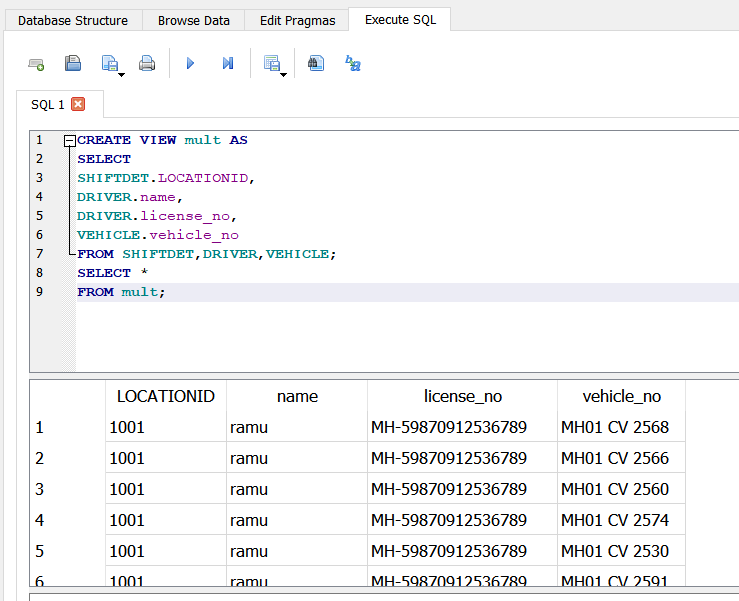 Database Structure Browse Data Edit Pragmas Execute SQL
SQL 1
1 CREATE VIEW mult AS
2 SELECT
3 SHIFTDET.LOCATIONID,
4 DRIVER.name,
5 DRIVER.license_no,
6 VEHICLE.vehicle_no
7 FROM SHIFTDET,DRIVER,VEHICLE;
8 SELECT *
9 FROM mult;
LOCATIONID name license_no vehicle_no
1 1001 ramu MH-59870912536789 MH01 CV 2568
2 1001 ramu MH-59870912536789 MH01 CV 2566
3 1001 ramu MH-59870912536789 MH01 CV 2560
4 1001 ramu MH-59870912536789 MH01 CV 2574
5 1001 ramu MH-59870912536789 MH01 CV 2530
6 1001 ramu MH-59870912536789 MH01 CV 2591